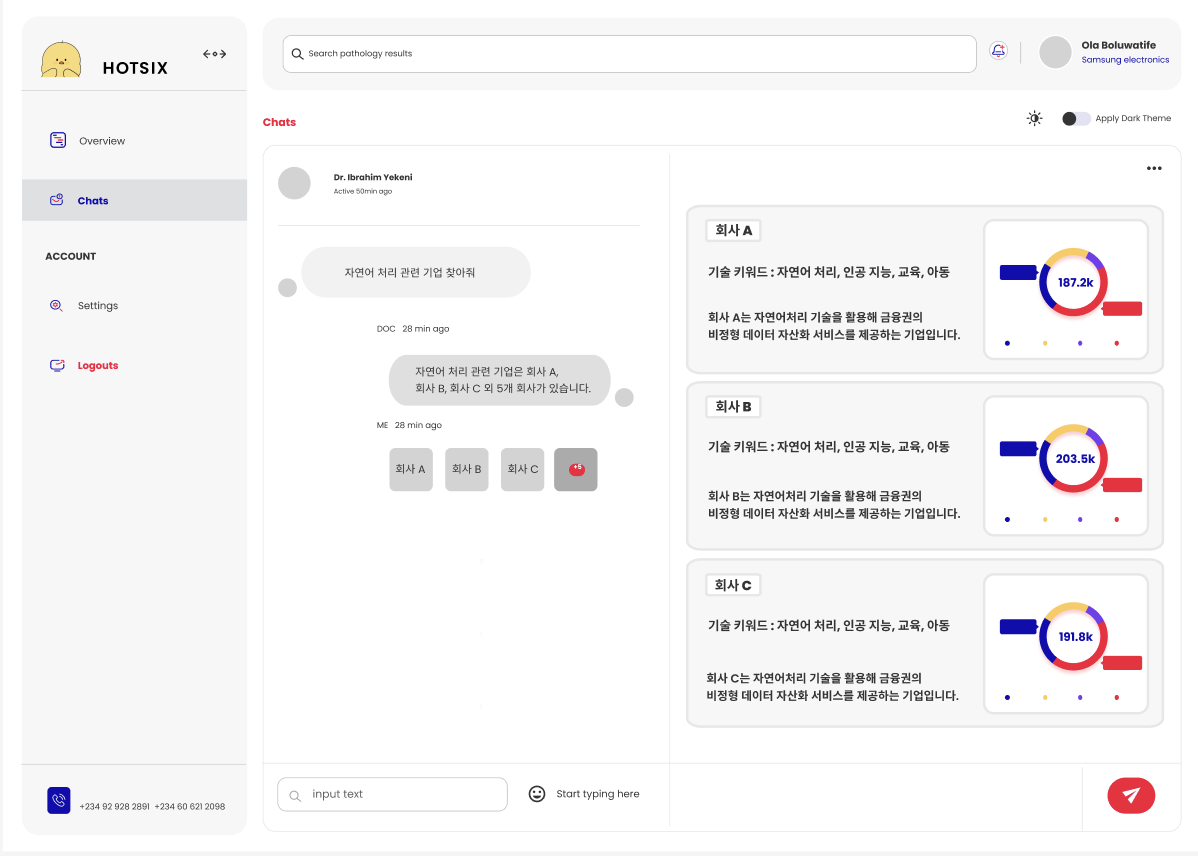 HOTSIX
Search pathology results
Ola Boluwatife
Samsung electronics
Overview
Chats
ACCOUNT
Settings
Logouts
+234 92 928 2891 +234 60 621 2098
Chats
Apply Dark Theme
Dr. Ibrahim Yekeni
Active 50min ago
자연어 처리 관련 기업 찾아줘
DOC 28 min ago
자연어 처리 관련 기업은 회사 A,
회사 B, 회사 C 외 5개 회사가 있습니다.
ME 28 min ago
회사 A
회사 B
회사 C
+5
input text
Start typing here
회사 A
기술 키워드 : 자연어 처리, 인공 지능, 교육, 아동
회사 A는 자연어처리 기술을 활용해 금융권의
비정형 데이터 자산화 서비스를 제공하는 기업입니다.
187.2k
회사 B
기술 키워드 : 자연어 처리, 인공 지능, 교육, 아동
회사 B는 자연어처리 기술을 활용해 금융권의
비정형 데이터 자산화 서비스를 제공하는 기업입니다.
203.5k
회사 C
기술 키워드 : 자연어 처리, 인공 지능, 교육, 아동
회사 C는 자연어처리 기술을 활용해 금융권의
비정형 데이터 자산화 서비스를 제공하는 기업입니다.
191.8k